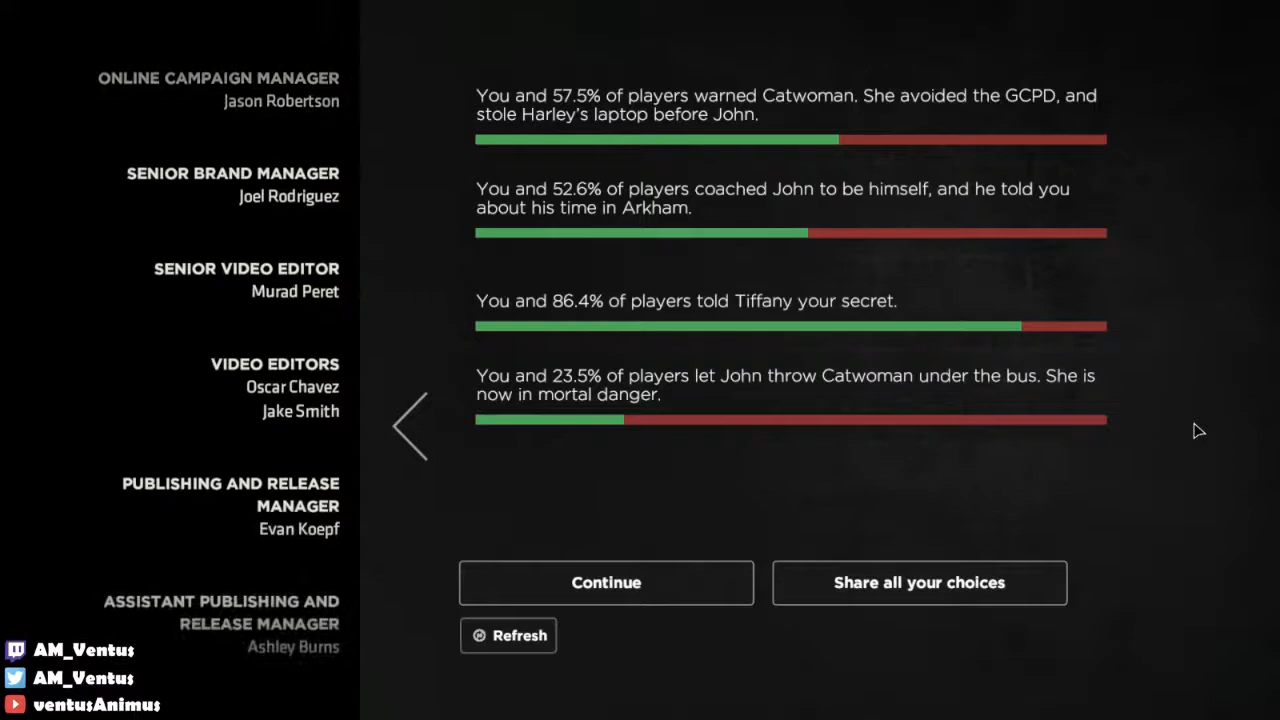 ONLINE CAMPAIGN MANAGER
Jason Robertson
SENIOR BRAND MANAGER
Joel Rodriguez
SENIOR VIDEO EDITOR
Murad Peret
VIDEO EDITORS
Oscar Chavez
Jake Smith
PUBLISHING AND RELEASE
MANAGER
Evan Koepf
ASSISTANT PUBLISHING AND
RELEASE MANAGER
Ashley Burns
AM_Ventus
AM_Ventus
ventusAnimus
You and 57.5% of players warned Catwoman. She avoided the GCPD, and
stole Harley's laptop before John.
You and 52.6% of players coached John to be himself, and he told you
about his time in Arkham.
You and 86.4% of players told Tiffany your secret.
You and 23.5% of players let John throw Catwoman under the bus. She is
now in mortal danger.
Continue
Share all your choices
Refresh